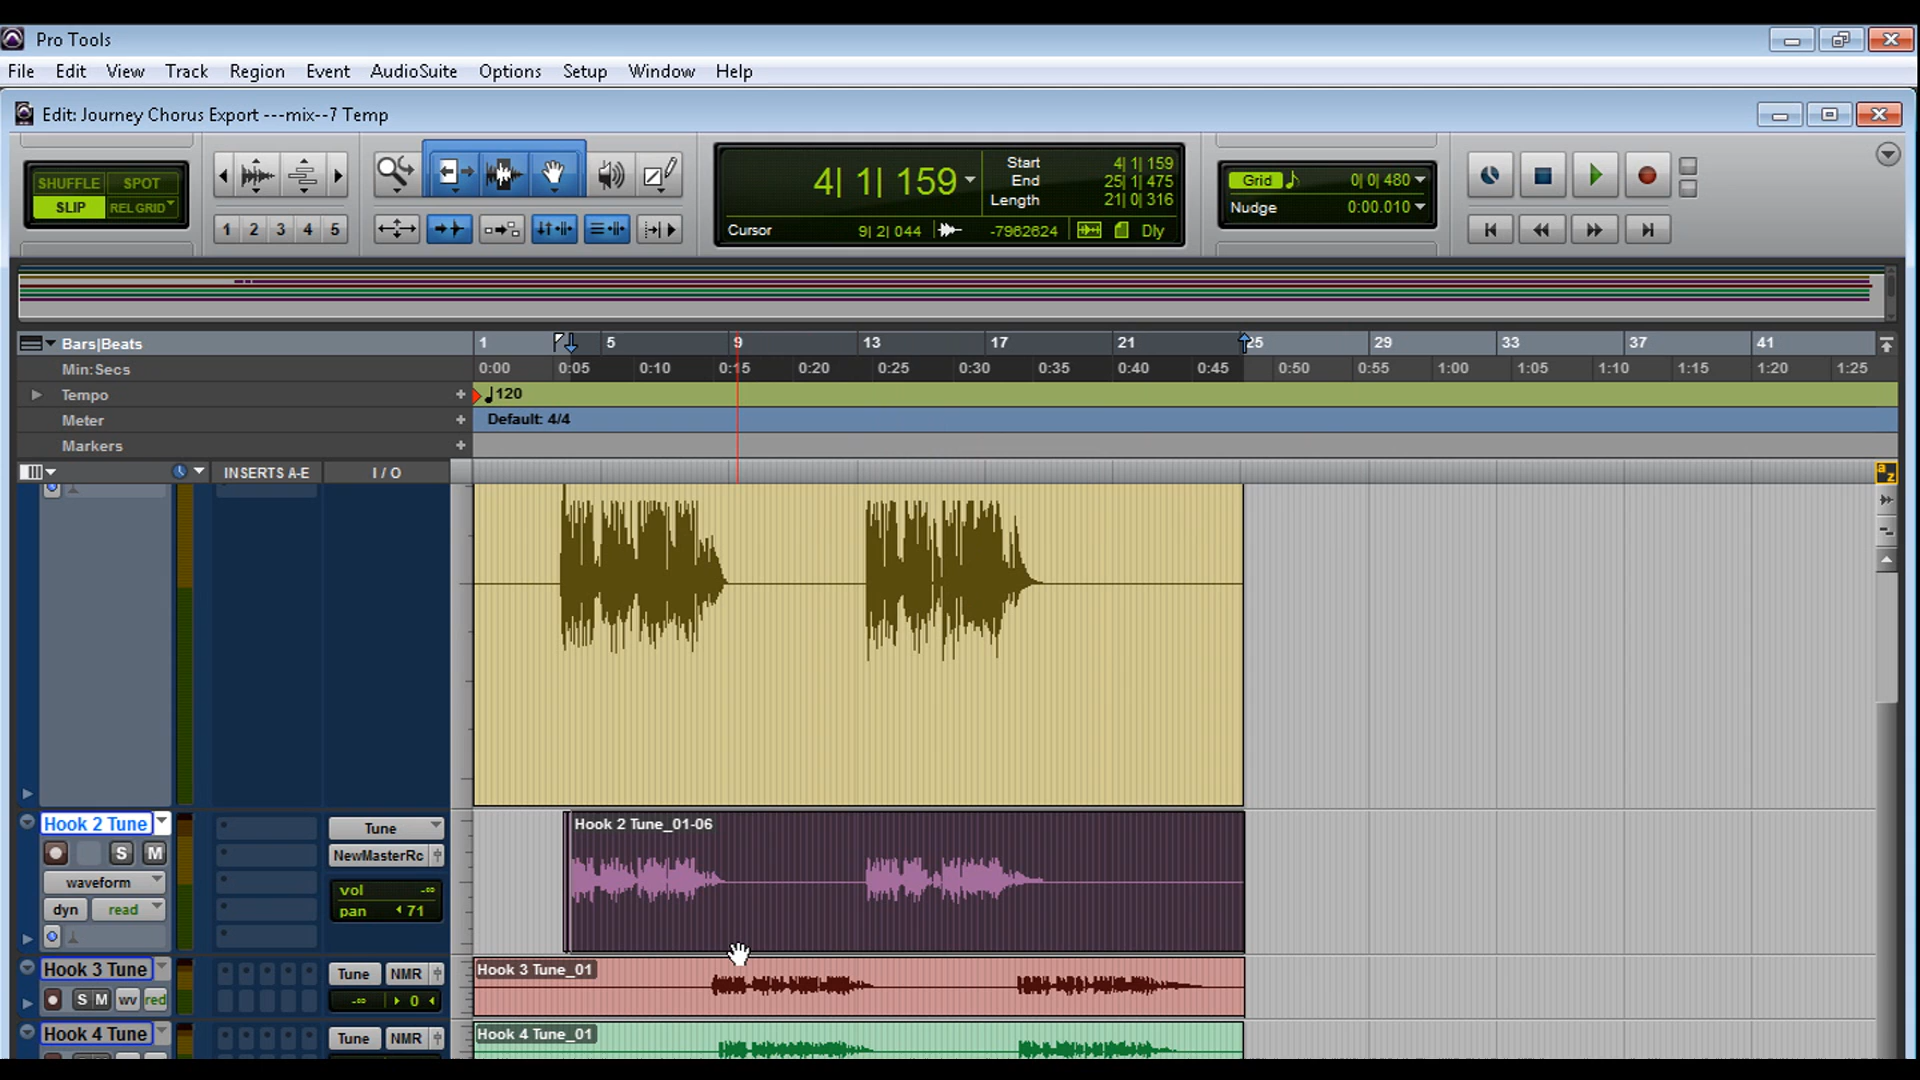 Pro Tools
File Edit View Track Region Event AudioSuite Options Setup Window Help
Edit: Journey Chorus Export ---mix--7 Temp
SHUFFLE SPOT
SLIP REL GRID
1 2 3 4 5
4| 1| 159
Start 4| 1| 159
End 25| 1| 475
Length 21| 0| 316
Cursor 9| 2| 044 -7962624 Dly
Grid 0| 0| 480
Nudge 0:00.010
Bars|Beats 1 5 9 13 17 21 25 29 33 37 41
Min:Secs 0:00 0:05 0:10 0:15 0:20 0:25 0:30 0:35 0:40 0:45 0:50 0:55 1:00 1:05 1:10 1:15 1:20 1:25
Tempo + 120
Meter + Default: 4/4
Markers +
INSERTS A-E I / O
a z
Hook 2 Tune Tune Hook 2 Tune_01-06
S M NewMasterRc
waveform vol -∞
dyn read pan 71
Hook 3 Tune Tune NMR Hook 3 Tune_01
S M wv red -∞ 0
Hook 4 Tune Tune NMR Hook 4 Tune_01